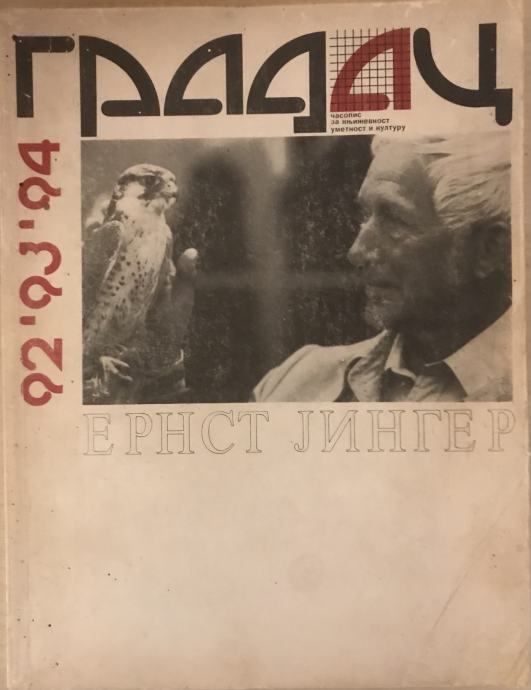 градац
часопис
за књижевност
уметност и културу
92'93'94
ЕРНСТ ЈИНГЕР